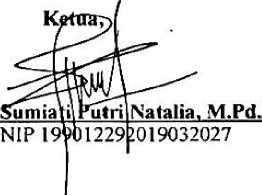 Ketua,
Sumiati Putri Natalia, M.Pd.
NIP 199012292019032027